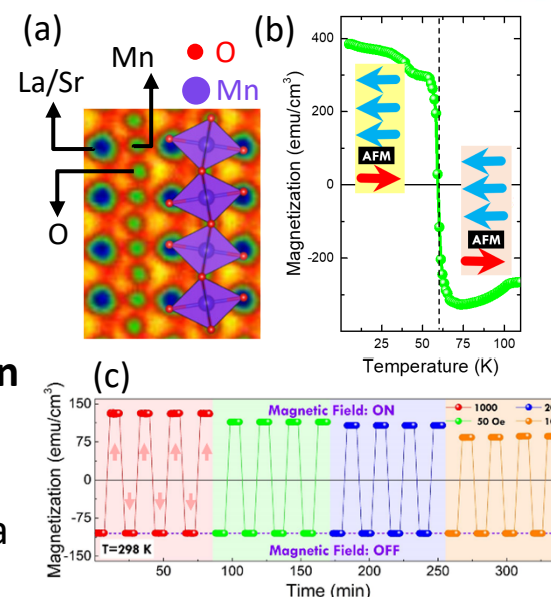 (a)
Mn
La/Sr
O
Mn
O
(b)
Magnetization (emu/cm³)
400
200
0
-200
AFM
AFM
25 50 75 100
Temperature (K)
n
(c)
Magnetization (emu/cm³)
150
75
0
-75
-150
Magnetic Field: ON
1000
50 Oe
T=298 K
Magnetic Field: OFF
50 100 150 200 250 300
Time (min)
a